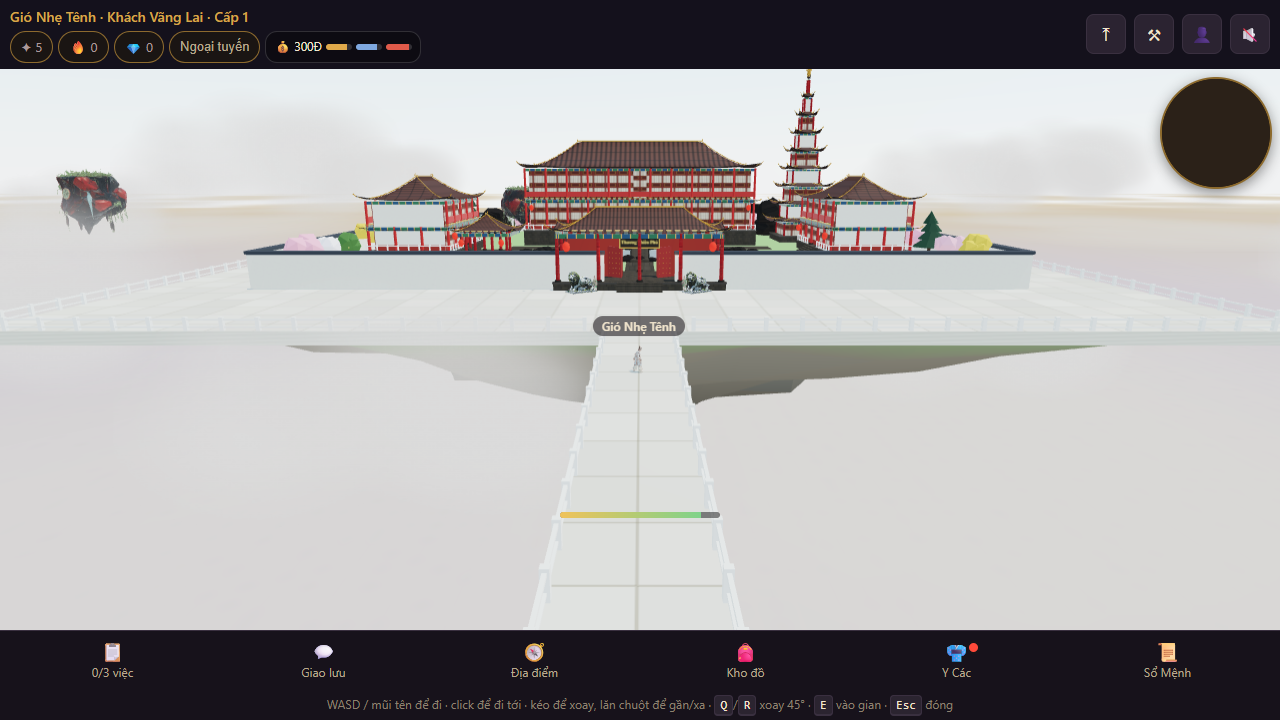 Gió Nhẹ Tênh · Khách Vãng Lai · Cấp 1
5
0
0
Ngoại tuyến
300Đ
Gió Nhẹ Tênh
0/3 việc
Giao lưu
Địa điểm
Kho đồ
Y Các
Sổ Mệnh
WASD / mũi tên để đi · click để đi tới · kéo để xoay, lăn chuột để gần/xa · Q / R xoay 45° · E vào gian · Esc đóng